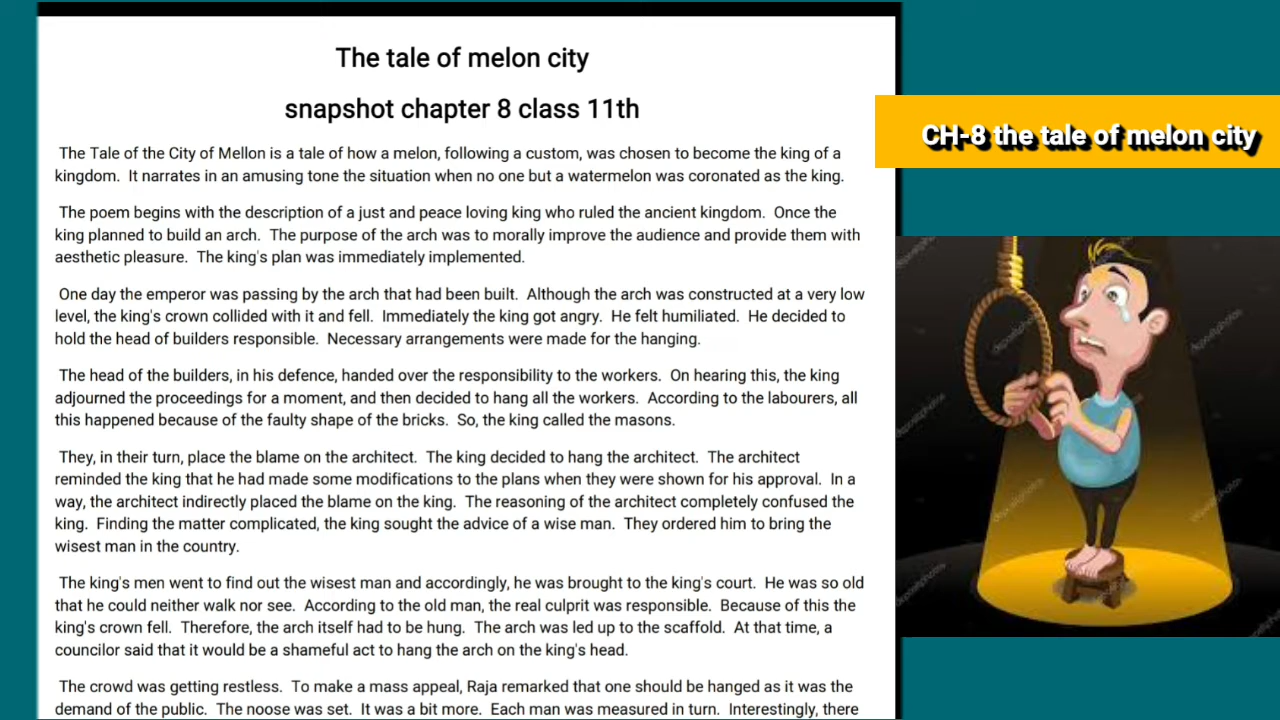 The tale of melon city
snapshot chapter 8 class 11th
CH-8 the tale of melon city
The Tale of the City of Mellon is a tale of how a melon, following a custom, was chosen to become the king of a
kingdom. It narrates in an amusing tone the situation when no one but a watermelon was coronated as the king.
The poem begins with the description of a just and peace loving king who ruled the ancient kingdom. Once the
king planned to build an arch. The purpose of the arch was to morally improve the audience and provide them with
aesthetic pleasure. The king's plan was immediately implemented.
One day the emperor was passing by the arch that had been built. Although the arch was constructed at a very low
level, the king's crown collided with it and fell. Immediately the king got angry. He felt humiliated. He decided to
hold the head of builders responsible. Necessary arrangements were made for the hanging.
The head of the builders, in his defence, handed over the responsibility to the workers. On hearing this, the king
adjourned the proceedings for a moment, and then decided to hang all the workers. According to the labourers, all
this happened because of the faulty shape of the bricks. So, the king called the masons.
They, in their turn, place the blame on the architect. The king decided to hang the architect. The architect
reminded the king that he had made some modifications to the plans when they were shown for his approval. In a
way, the architect indirectly placed the blame on the king. The reasoning of the architect completely confused the
king. Finding the matter complicated, the king sought the advice of a wise man. They ordered him to bring the
wisest man in the country.
The king's men went to find out the wisest man and accordingly, he was brought to the king's court. He was so old
that he could neither walk nor see. According to the old man, the real culprit was responsible. Because of this the
king's crown fell. Therefore, the arch itself had to be hung. The arch was led up to the scaffold. At that time, a
councilor said that it would be a shameful act to hang the arch on the king's head.
The crowd was getting restless. To make a mass appeal, Raja remarked that one should be hanged as it was the
demand of the public. The noose was set. It was a bit more. Each man was measured in turn. Interestingly, there
depositphotos
depositphotos
depositphotos
depositphotos
depositphotos
depositphotos